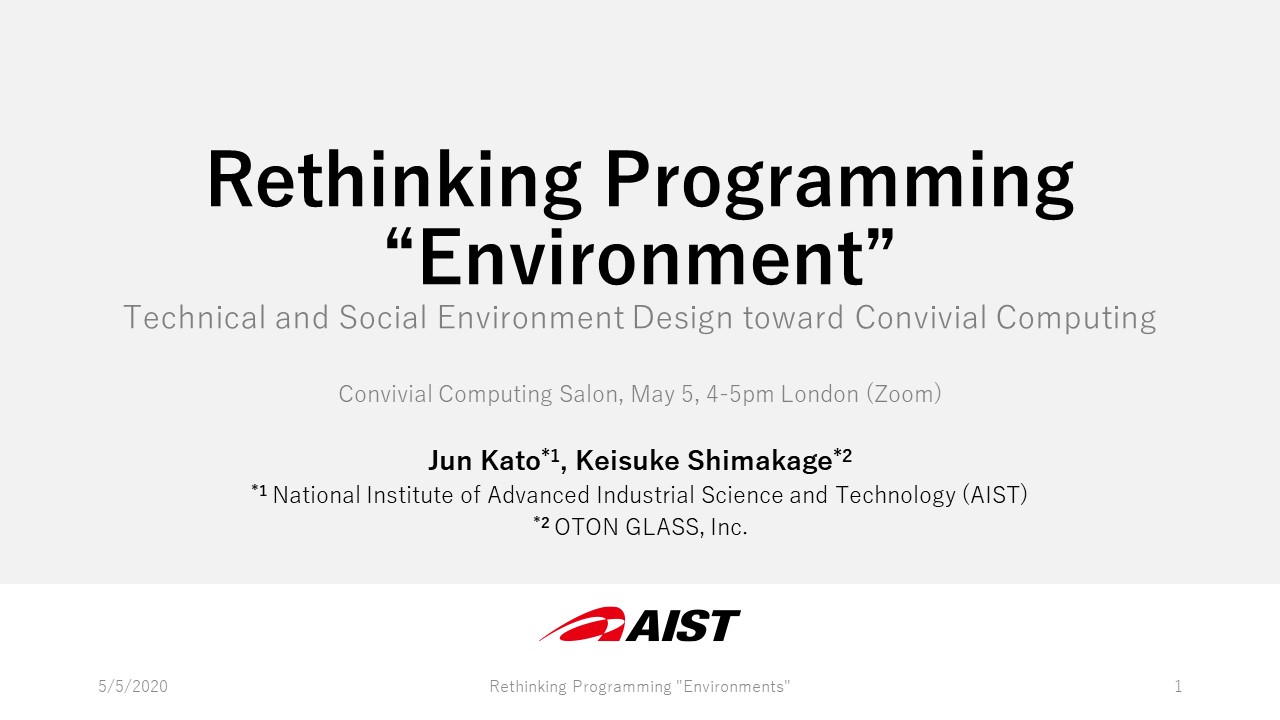 Rethinking Programming
“Environment”
Technical and Social Environment Design toward Convivial Computing
Convivial Computing Salon, May 5, 4-5pm London (Zoom)
Jun Kato*1, Keisuke Shimakage*2
*1 National Institute of Advanced Industrial Science and Technology (AIST)
*2 OTON GLASS, Inc.
AIST
5/5/2020 Rethinking Programming "Environments" 1